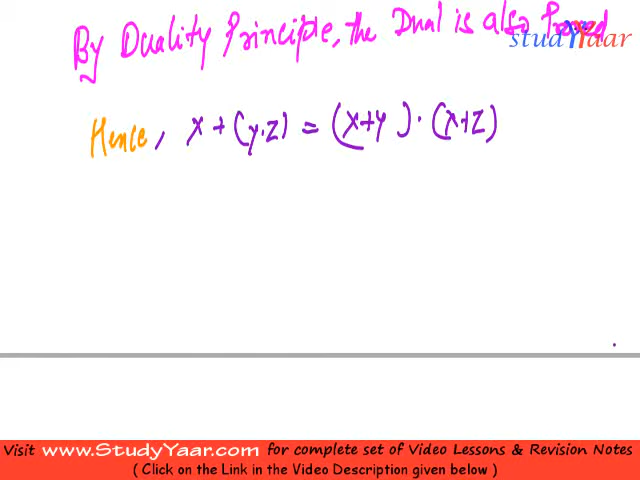 By Duality Principle, the Dual is also Proved
studYaar
Hence, x + (y.z) = (x+y) . (x+z)
Visit www.StudyYaar.com for complete set of Video Lessons & Revision Notes
( Click on the Link in the Video Description given below )